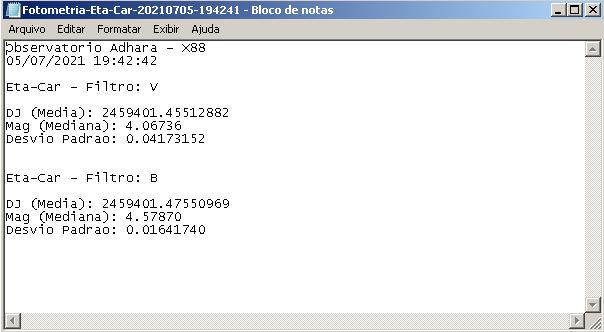 Fotometria-Eta-Car-20210705-194241 - Bloco de notas
Arquivo Editar Formatar Exibir Ajuda
Observatorio Adhara - X88
05/07/2021 19:42:42
Eta-Car - Filtro: V
DJ (Media): 2459401.45512882
Mag (Mediana): 4.06736
Desvio Padrao: 0.04173152
Eta-Car - Filtro: B
DJ (Media): 2459401.47550969
Mag (Mediana): 4.57870
Desvio Padrao: 0.01641740